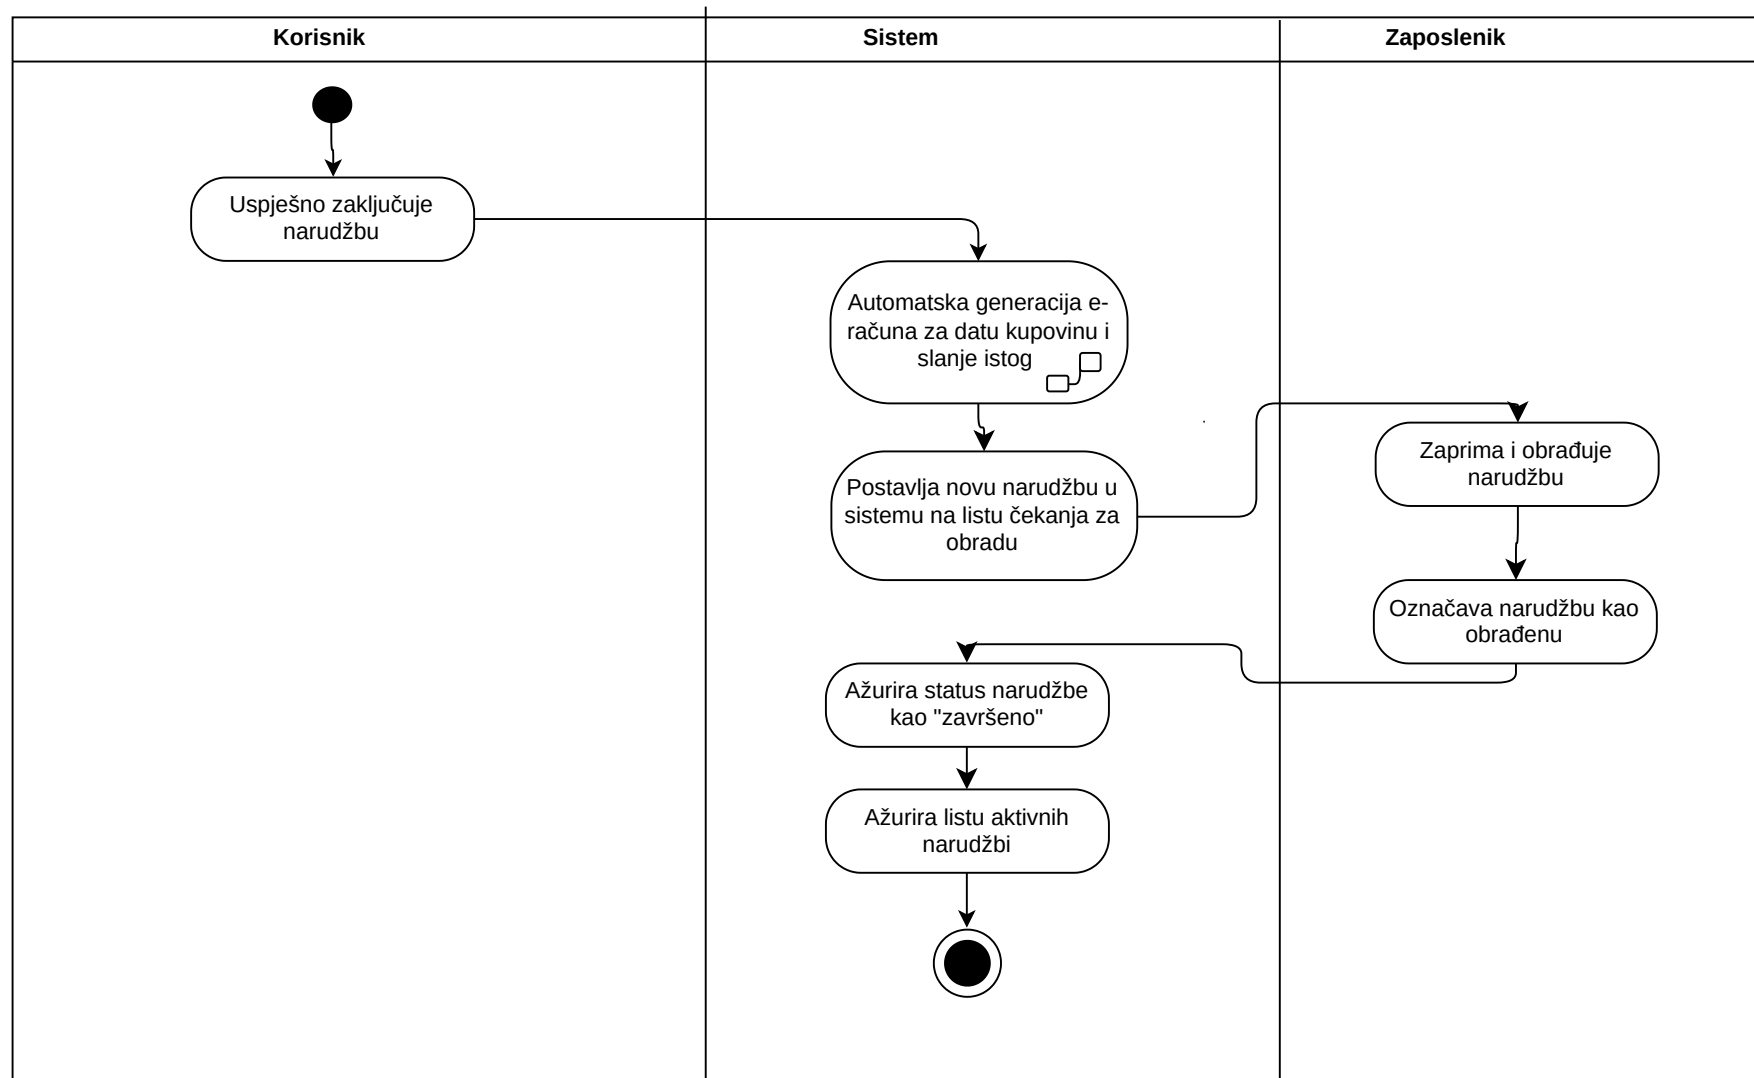 Korisnik
Sistem
Zaposlenik
Uspješno zaključuje
narudžbu
Automatska generacija e-
računa za datu kupovinu i
slanje istog
Postavlja novu narudžbu u
sistemu na listu čekanja za
obradu
Zaprima i obrađuje
narudžbu
Označava narudžbu kao
obrađenu
Ažurira status narudžbe
kao "završeno"
Ažurira listu aktivnih
narudžbi